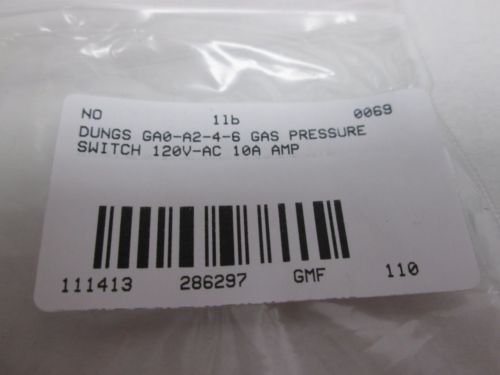 NO 11b 0069
DUNGS GA0-A2-4-6 GAS PRESSURE
SWITCH 120V-AC 10A AMP
111413 286297 GMF 110